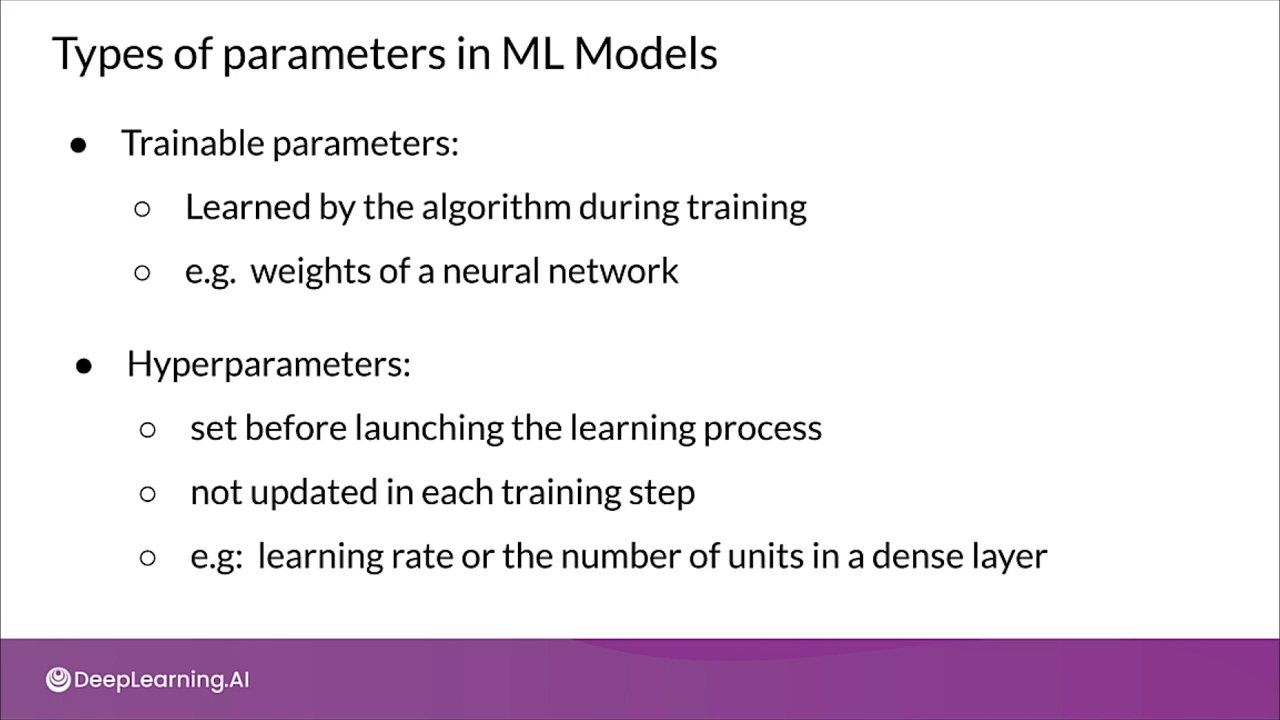 Types of parameters in ML Models
● Trainable parameters:
○ Learned by the algorithm during training
○ e.g. weights of a neural network
● Hyperparameters:
○ set before launching the learning process
○ not updated in each training step
○ e.g: learning rate or the number of units in a dense layer
DeepLearning.AI